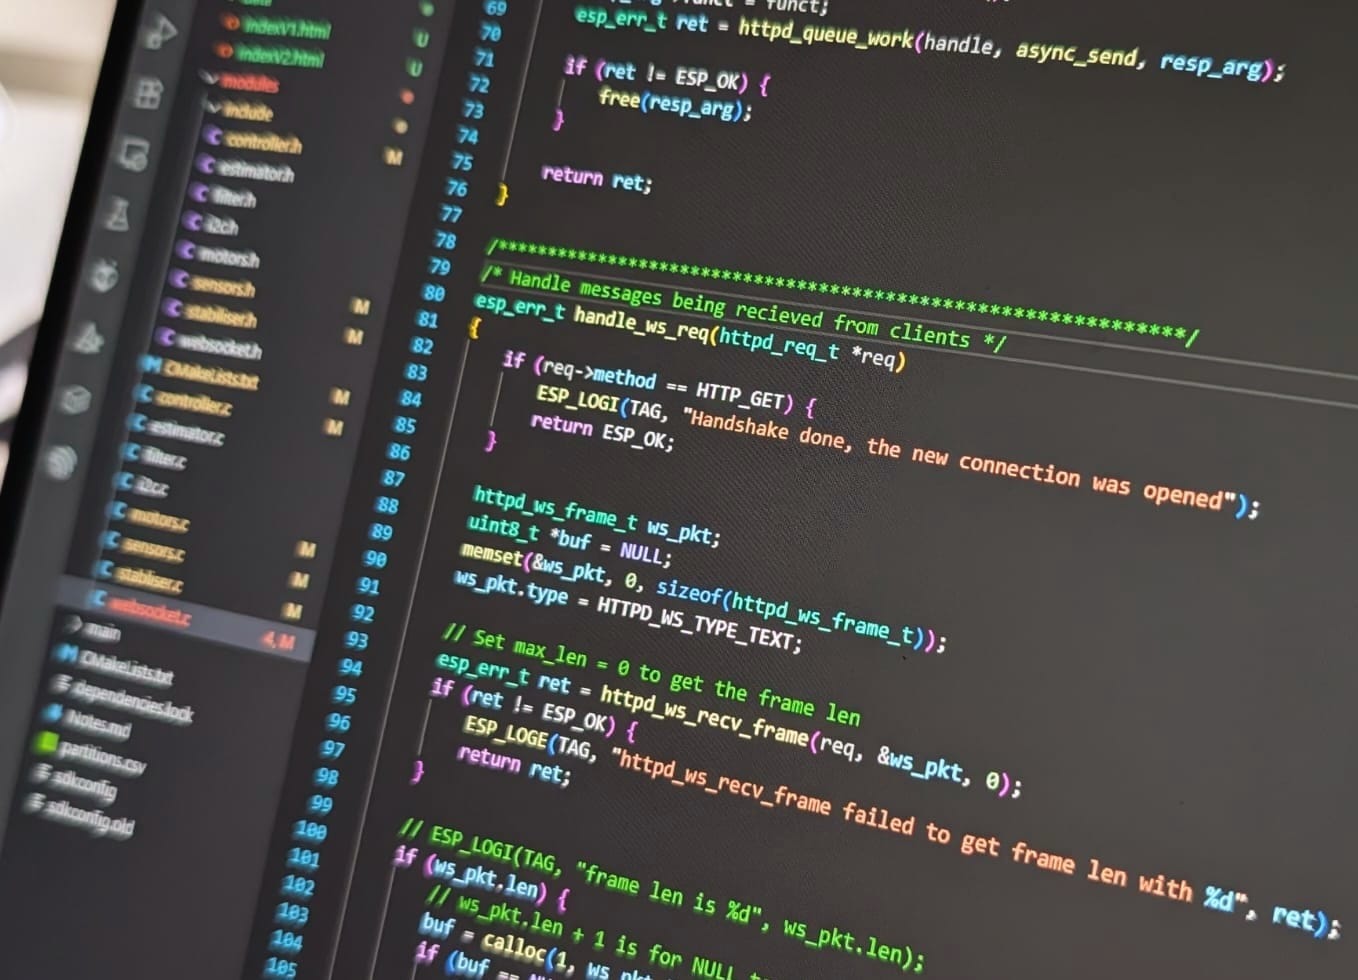 indexV1.html
U
indexV2.html
U
modules
include
controller.h
M
estimator.h
filter.h
i2c.h
motors.h
sensors.h
M
stabiliser.h
M
websocket.h
CMakeLists.txt
M
controller.c
M
estimator.c
filter.c
i2c.c
motors.c
M
sensors.c
M
stabiliser.c
M
websocket.c
4, M
main
CMakeLists.txt
dependencies.lock
Notes.md
partitions.csv
sdkconfig
sdkconfig.old
69
70
71
72
73
74
75
76
77
78
79
80
81
82
83
84
85
86
87
88
89
90
91
92
93
94
95
96
97
98
99
100
101
102
103
104
105
funct;
esp_err_t ret = httpd_queue_work(handle, async_send, resp_arg);
if (ret != ESP_OK) {
free(resp_arg);
}
return ret;
}
/***********************************************************************/
/* Handle messages being recieved from clients */
esp_err_t handle_ws_req(httpd_req_t *req)
{
if (req->method == HTTP_GET) {
ESP_LOGI(TAG, "Handshake done, the new connection was opened");
return ESP_OK;
}
httpd_ws_frame_t ws_pkt;
uint8_t *buf = NULL;
memset(&ws_pkt, 0, sizeof(httpd_ws_frame_t));
ws_pkt.type = HTTPD_WS_TYPE_TEXT;
// Set max_len = 0 to get the frame len
esp_err_t ret = httpd_ws_recv_frame(req, &ws_pkt, 0);
if (ret != ESP_OK) {
ESP_LOGE(TAG, "httpd_ws_recv_frame failed to get frame len with %d", ret);
return ret;
}
// ESP_LOGI(TAG, "frame len is %d", ws_pkt.len);
if (ws_pkt.len) {
// ws_pkt.len + 1 is for NULL
buf = calloc(1,
if (buf ==